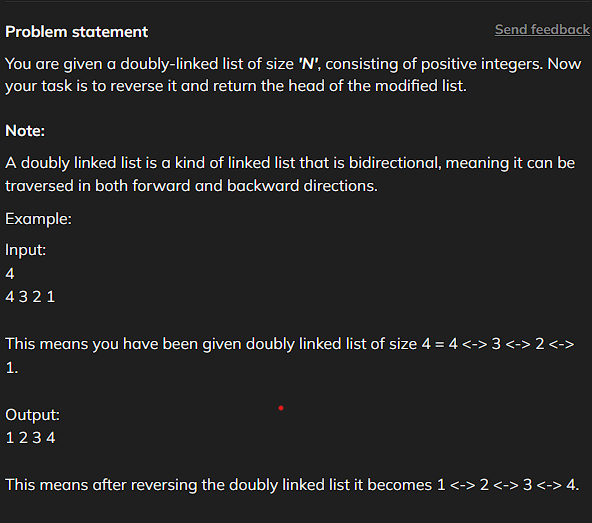 Problem statement
Send feedback
You are given a doubly-linked list of size 'N', consisting of positive integers. Now
your task is to reverse it and return the head of the modified list.
Note:
A doubly linked list is a kind of linked list that is bidirectional, meaning it can be
traversed in both forward and backward directions.
Example:
Input:
4
4 3 2 1
This means you have been given doubly linked list of size 4 = 4 <-> 3 <-> 2 <->
1.
Output:
1 2 3 4
This means after reversing the doubly linked list it becomes 1 <-> 2 <-> 3 <-> 4.